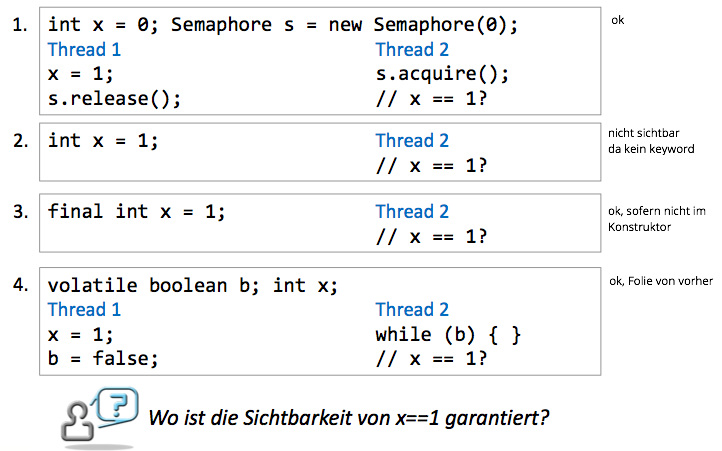 1. int x = 0; Semaphore s = new Semaphore(0); ok
Thread 1 Thread 2
x = 1; s.acquire();
s.release(); // x == 1?
2. int x = 1; Thread 2 nicht sichtbar
da kein keyword
// x == 1?
3. final int x = 1; Thread 2 ok, sofern nicht im
Konstruktor
// x == 1?
4. volatile boolean b; int x; ok, Folie von vorher
Thread 1 Thread 2
x = 1; while (b) { }
b = false; // x == 1?
?
Wo ist die Sichtbarkeit von x==1 garantiert?